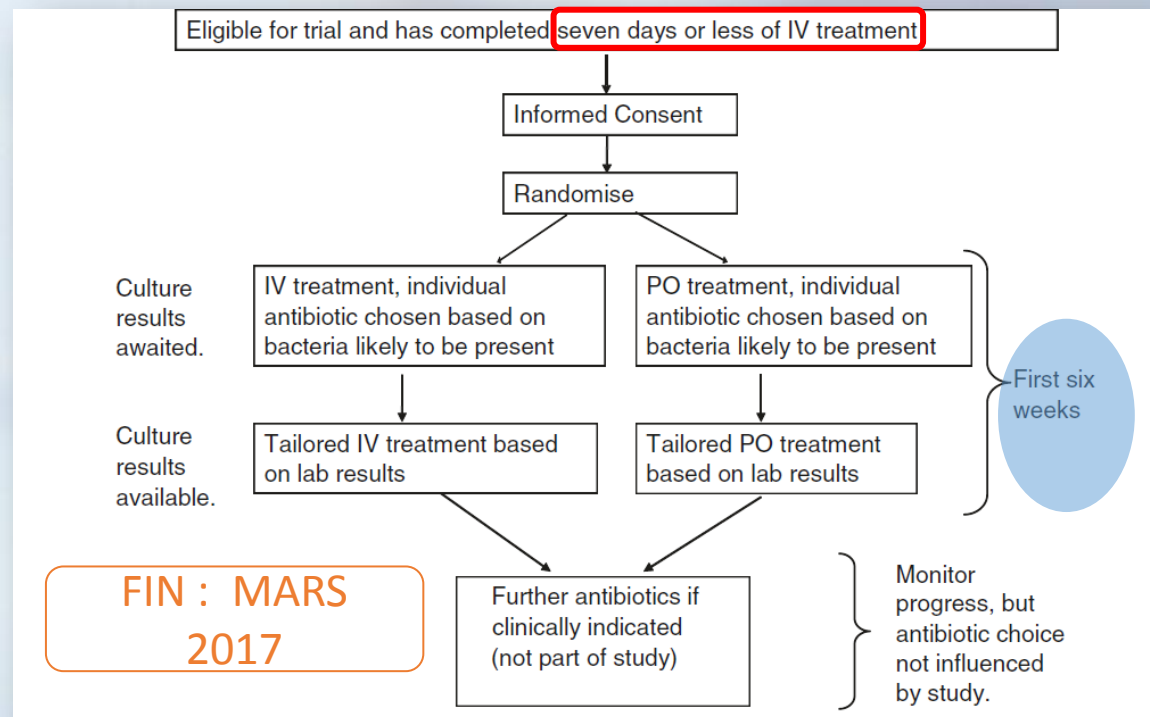 Eligible for trial and has completed seven days or less of IV treatment
Informed Consent
Randomise
Culture
results
awaited.
IV treatment, individual
antibiotic chosen based on
bacteria likely to be present
PO treatment, individual
antibiotic chosen based on
bacteria likely to be present
First six
weeks
Culture
results
available.
Tailored IV treatment based
on lab results
Tailored PO treatment
based on lab results
FIN : MARS
2017
Further antibiotics if
clinically indicated
(not part of study)
Monitor
progress, but
antibiotic choice
not influenced
by study.